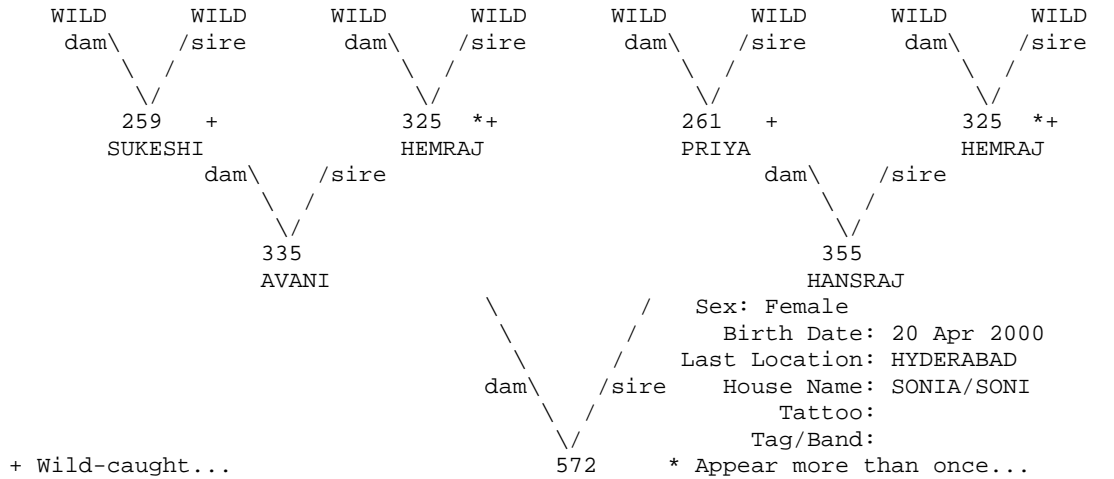 WILD WILD WILD WILD WILD WILD WILD WILD
dam\ /sire dam\ /sire dam\ /sire dam\ /sire
\ / \ / \ / \ /
\/ \/ \/ \/
259 + 325 *+ 261 + 325 *+
SUKESHI HEMRAJ PRIYA HEMRAJ
dam\ /sire dam\ /sire
\ / \ /
\/ \/
335 355
AVANI HANSRAJ
\ / Sex: Female
\ / Birth Date: 20 Apr 2000
\ / Last Location: HYDERABAD
dam\ /sire House Name: SONIA/SONI
\ / Tattoo:
\/ Tag/Band:
+ Wild-caught... 572 * Appear more than once...